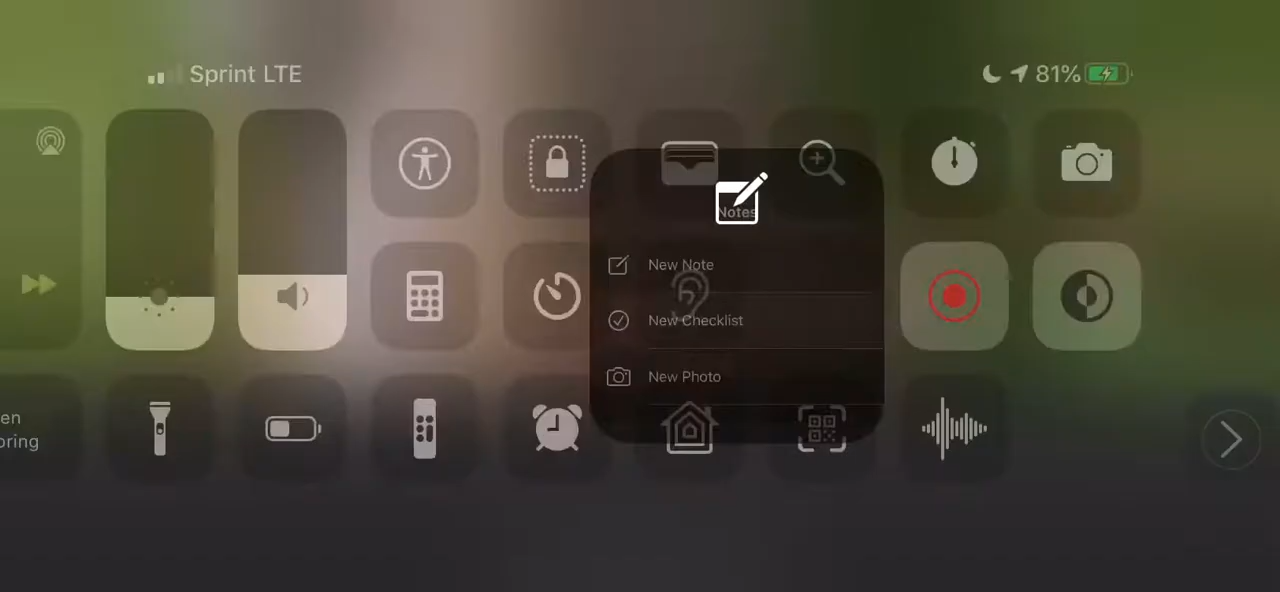 Sprint LTE
81%
Notes
New Note
New Checklist
New Photo
en
oring